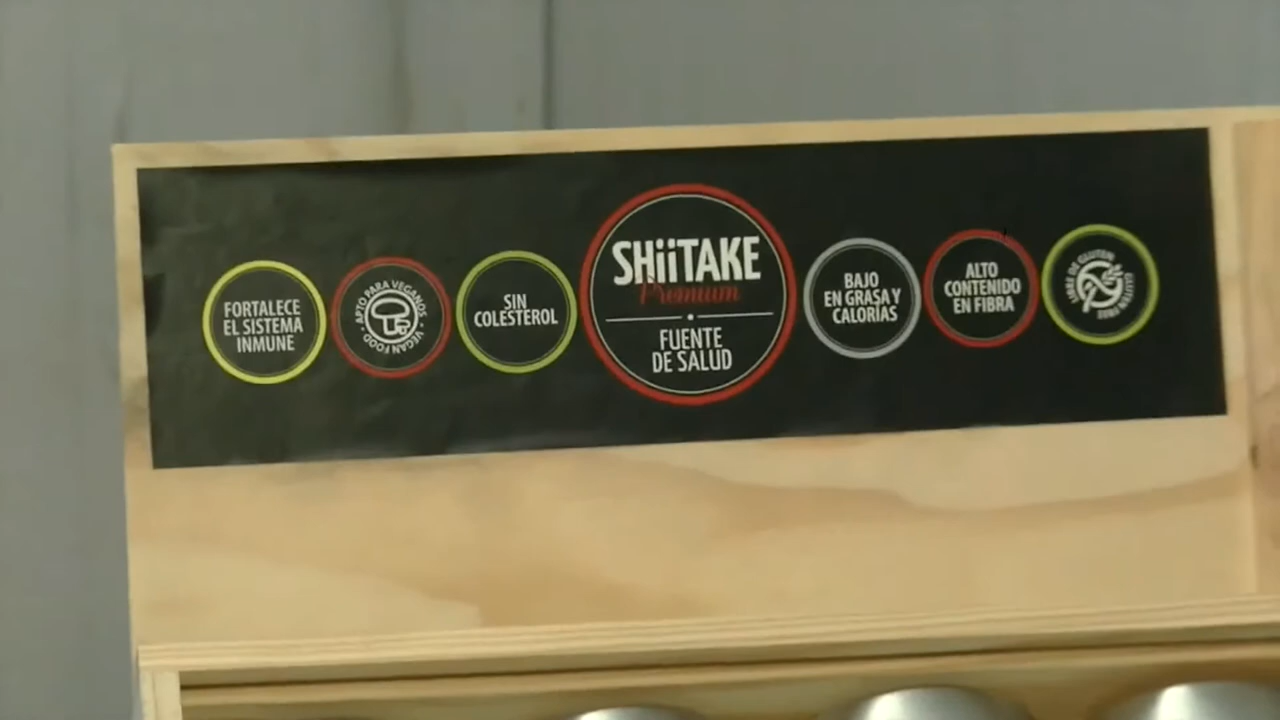 FORTALECE
EL SISTEMA
INMUNE
APTO PARA VEGANOS
VEGAN FOOD
SIN
COLESTEROL
SHiiTAKE
Premium
FUENTE
DE SALUD
BAJO
EN GRASA Y
CALORÍAS
ALTO
CONTENIDO
EN FIBRA
LIBRE DE GLUTEN
GLUTEN FREE